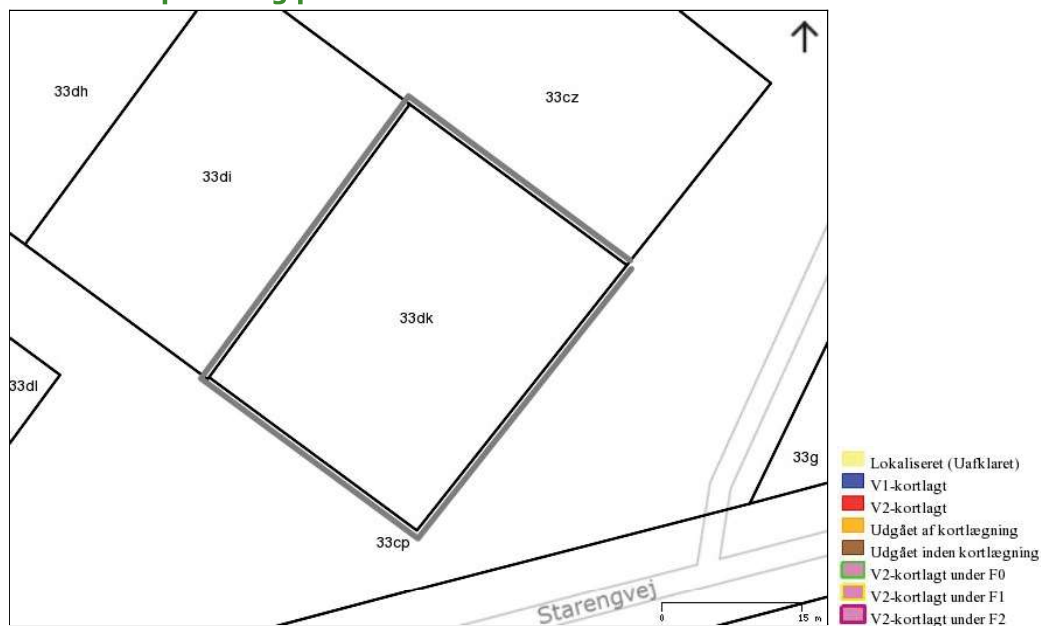 33dh
33cz
33di
33dk
33dl
33g
33cp
Starengvej
0 15 m
Lokaliseret (Uafklaret)
V1-kortlagt
V2-kortlagt
Udgået af kortlægning
Udgået inden kortlægning
V2-kortlagt under F0
V2-kortlagt under F1
V2-kortlagt under F2